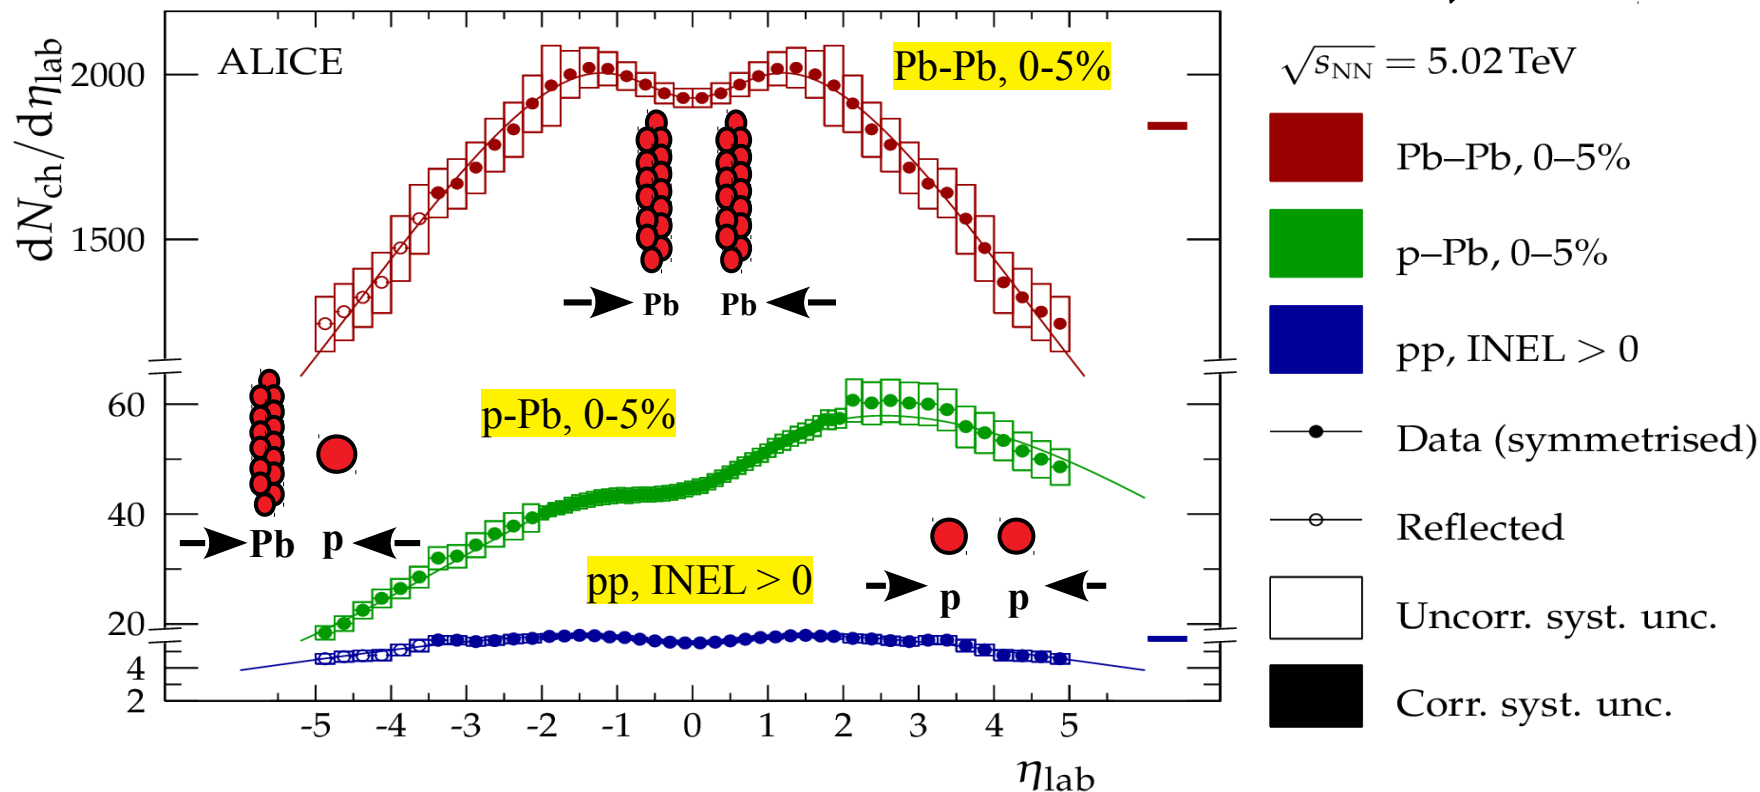 ALICE
Pb-Pb, 0-5%
dN_ch/dη_lab
2000
1500
60
40
20
4
2
Pb Pb
p-Pb, 0-5%
Pb p
pp, INEL > 0
p p
-5 -4 -3 -2 -1 0 1 2 3 4 5
η_lab
√s_NN = 5.02 TeV
Pb–Pb, 0–5%
p–Pb, 0–5%
pp, INEL > 0
Data (symmetrised)
Reflected
Uncorr. syst. unc.
Corr. syst. unc.